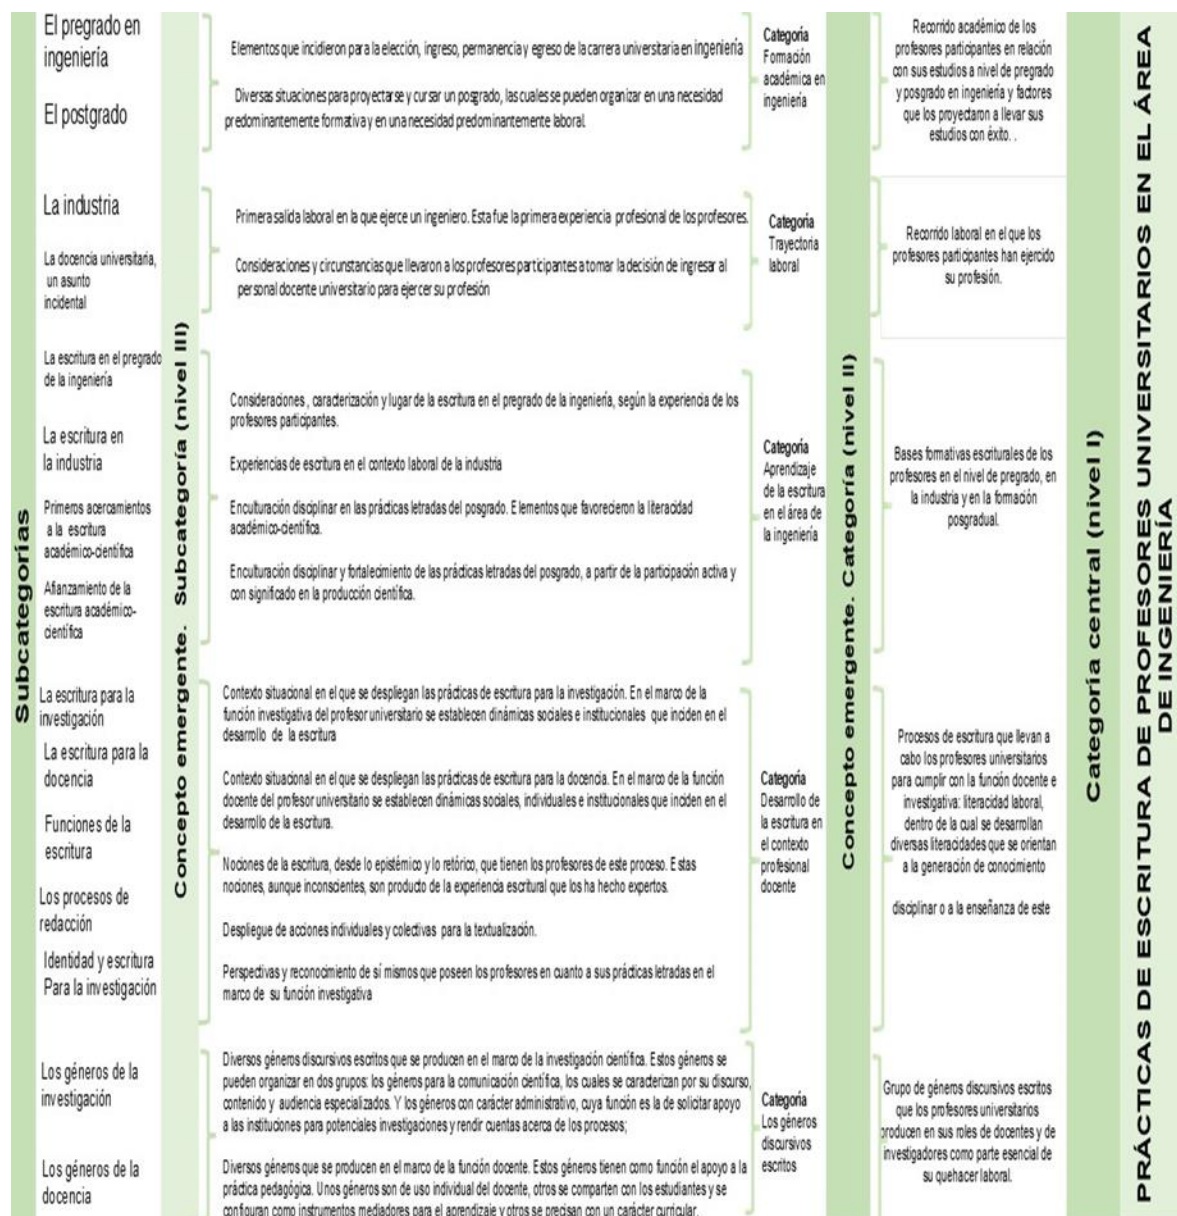 Subcategorías
El pregrado en
ingeniería
El postgrado
La industria
La docencia universitaria,
un asunto
incidental
La escritura en el pregrado
de la ingeniería
La escritura en
la industria
Primeros acercamientos
a la escritura
académico-científica
Afianzamiento de la
escritura académico-
científica
La escritura para la
investigación
La escritura para la
docencia
Funciones de la
escritura
Los procesos de
redacción
Identidad y escritura
Para la investigación
Los géneros de la
investigación
Los géneros de la
docencia
Concepto emergente. Subcategoría (nivel III)
Elementos que incidieron para la elección, ingreso, permanencia y egreso de la carrera universitaria en ingeniería
Diversas situaciones para proyectarse y cursar un posgrado, las cuales se pueden organizar en una necesidad
predominantemente formativa y en una necesidad predominantemente laboral.
Primera salida laboral en la que ejerce un ingeniero. Esta fue la primera experiencia profesional de los profesores.
Consideraciones y circunstancias que llevaron a los profesores participantes a tomar la decisión de ingresar al
personal docente universitario para ejercer su profesión
Consideraciones, caracterización y lugar de la escritura en el pregrado de la ingeniería, según la experiencia de los
profesores participantes.
Experiencias de escritura en el contexto laboral de la industria
Enculturación disciplinar en las prácticas letradas del posgrado. Elementos que favorecieron la literacidad
académico-científica.
Enculturación disciplinar y fortalecimiento de las prácticas letradas del posgrado, a partir de la participación activa y
con significado en la producción científica.
Contexto situacional en el que se despliegan las prácticas de escritura para la investigación. En el marco de la
función investigativa del profesor universitario se establecen dinámicas sociales e institucionales que inciden en el
desarrollo de la escritura
Contexto situacional en el que se despliegan las prácticas de escritura para la docencia. En el marco de la función
docente del profesor universitario se establecen dinámicas sociales, individuales e institucionales que inciden en el
desarrollo de la escritura.
Nociones de la escritura, desde lo epistémico y lo retórico, que tienen los profesores de este proceso. Estas
nociones, aunque inconscientes, son producto de la experiencia escritural que los ha hecho expertos.
Despliegue de acciones individuales y colectivas para la textualización.
Perspectivas y reconocimiento de sí mismos que poseen los profesores en cuanto a sus prácticas letradas en el
marco de su función investigativa
Diversos géneros discursivos escritos que se producen en el marco de la investigación científica. Estos géneros se
pueden organizar en dos grupos: los géneros para la comunicación científica, los cuales se caracterizan por su discurso,
contenido y audiencia especializados. Y los géneros con carácter administrativo, cuya función es la de solicitar apoyo
a las instituciones para potenciales investigaciones y rendir cuentas acerca de los procesos;
Diversos géneros que se producen en el marco de la función docente. Estos géneros tienen como función el apoyo a la
práctica pedagógica. Unos géneros son de uso individual del docente, otros se comparten con los estudiantes y se
configuran como instrumentos mediadores para el aprendizaje y otros se precisan con un carácter curricular.
Categoría
Formación
académica en
ingeniería
Categoría
Trayectoria
laboral
Categoría
Aprendizaje
de la escritura
en el área de
la ingeniería
Categoría
Desarrollo de
la escritura en
el contexto
profesional
docente
Categoría
Los géneros
discursivos
escritos
Concepto emergente. Categoría (nivel II)
Recorrido académico de los
profesores participantes en relación
con sus estudios a nivel de pregrado
y posgrado en ingeniería y factores
que los proyectaron a llevar sus
estudios con éxito. .
Recorrido laboral en el que los
profesores participantes han ejercido
su profesión.
Bases formativas escriturales de los
profesores en el nivel de pregrado, en
la industria y en la formación
posgradual.
Procesos de escritura que llevan a
cabo los profesores universitarios
para cumplir con la función docente e
investigativa: literacidad laboral,
dentro de la cual se desarrollan
diversas literacidades que se orientan
a la generación de conocimiento
disciplinar o a la enseñanza de este
Grupo de géneros discursivos escritos
que los profesores universitarios
producen en sus roles de docentes y de
investigadores como parte esencial de
su quehacer laboral.
Categoría central (nivel I)
PRÁCTICAS DE ESCRITURA DE PROFESORES UNIVERSITARIOS EN EL ÁREA
DE INGENIERÍA